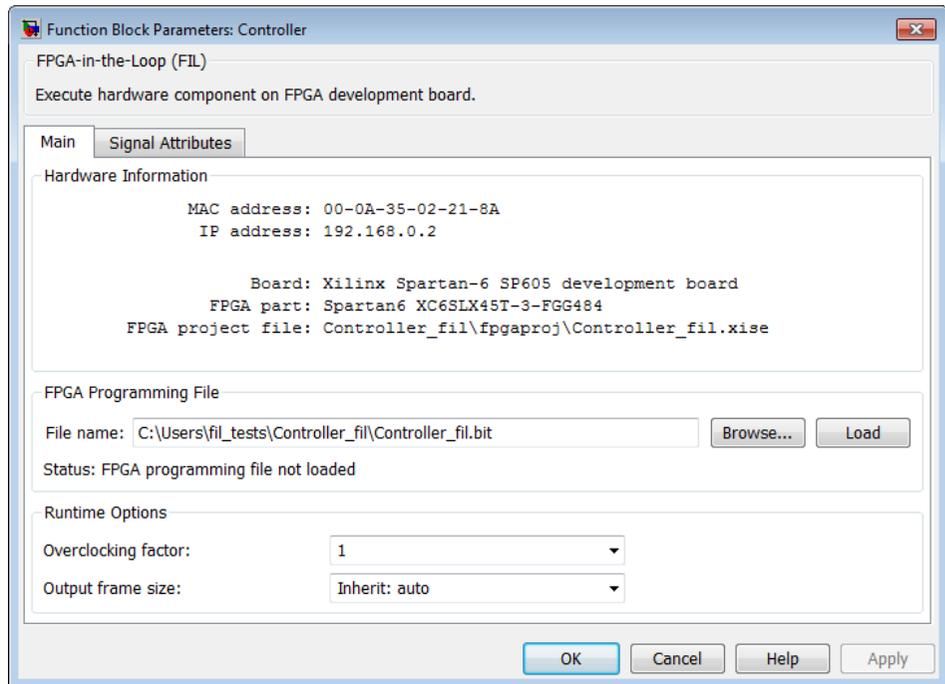 Function Block Parameters: Controller
FPGA-in-the-Loop (FIL)
Execute hardware component on FPGA development board.
Main Signal Attributes
Hardware Information
MAC address: 00-0A-35-02-21-8A
IP address: 192.168.0.2
Board: Xilinx Spartan-6 SP605 development board
FPGA part: Spartan6 XC6SLX45T-3-FGG484
FPGA project file: Controller_fil\fpgaproj\Controller_fil.xise
FPGA Programming File
File name: C:\Users\fil_tests\Controller_fil\Controller_fil.bit Browse... Load
Status: FPGA programming file not loaded
Runtime Options
Overclocking factor: 1
Output frame size: Inherit: auto
OK Cancel Help Apply